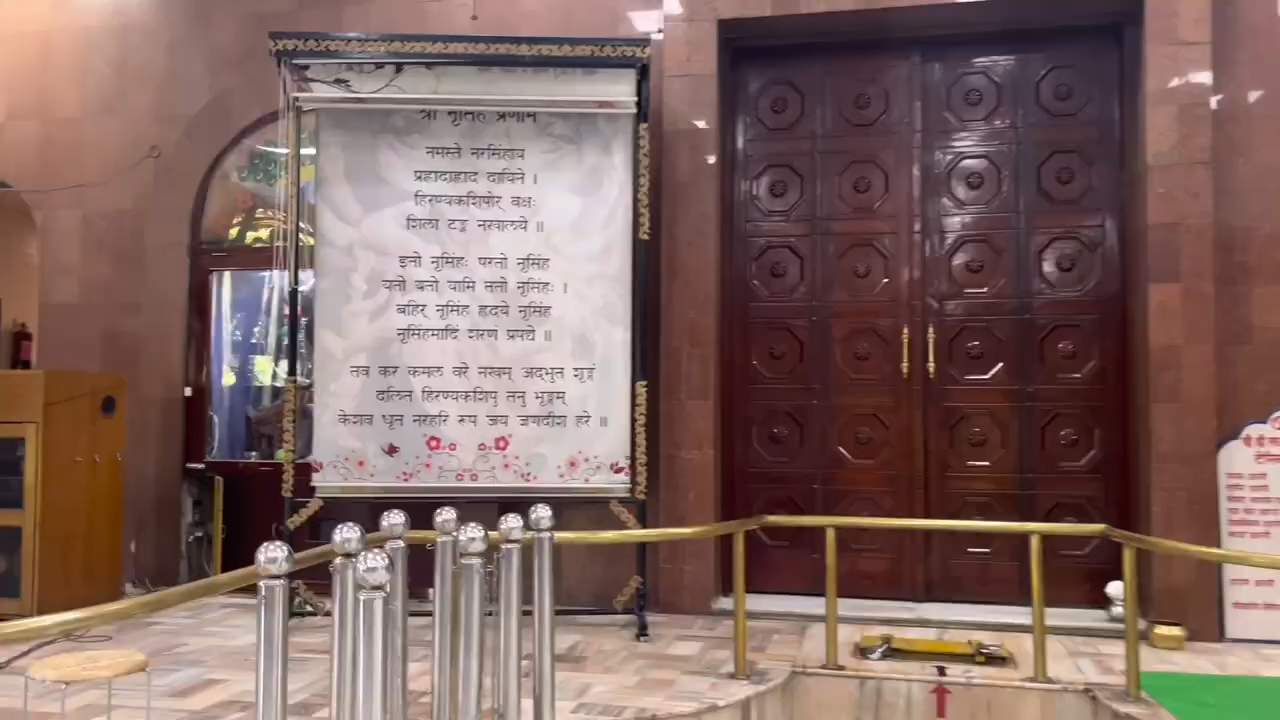 श्री नृसिंह प्रणाम
नमस्ते नरसिंहाय
प्रह्लादाह्लाद दायिने ।
हिरण्यकशिपोर् वक्षः
शिला टङ्क नखालये ॥
इतो नृसिंहः परतो नृसिंह
यतो यतो यामि ततो नृसिंहः ।
बहिर् नृसिंह हृदये नृसिंह
नृसिंहमादिं शरणं प्रपद्ये ॥
तव कर कमल वरे नखम् अद्भुत शृङ्गं
दलित हिरण्यकशिपु तनु भृङ्गम्
केशव धृत नरहरि रूप जय जगदीश हरे ॥